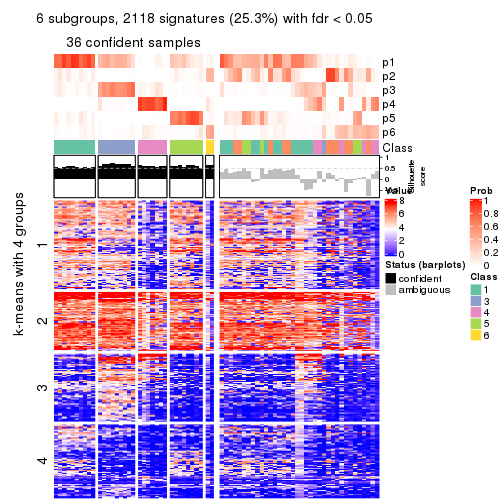 6 subgroups, 2118 signatures (25.3%) with fdr < 0.05
36 confident samples
p1
p2
p3
p4
p5
p6
Class
1
0.5
0
Silhouette
score
k-means with 4 groups
1
2
3
4
Value
8
6
4
2
0
Status (barplots)
confident
ambiguous
Prob
1
0.8
0.6
0.4
0.2
0
Class
1
3
4
5
6